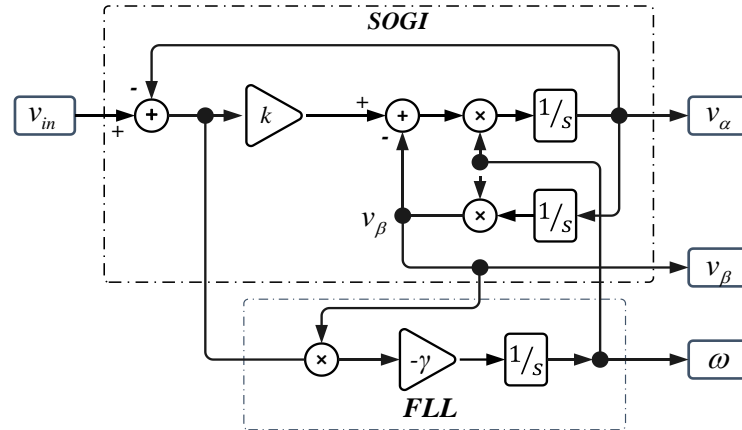 SOGI
-
v_in
+
+
k
+
-
×
1/s
v_α
v_β
×
1/s
v_β
×
-γ
1/s
ω
FLL
+